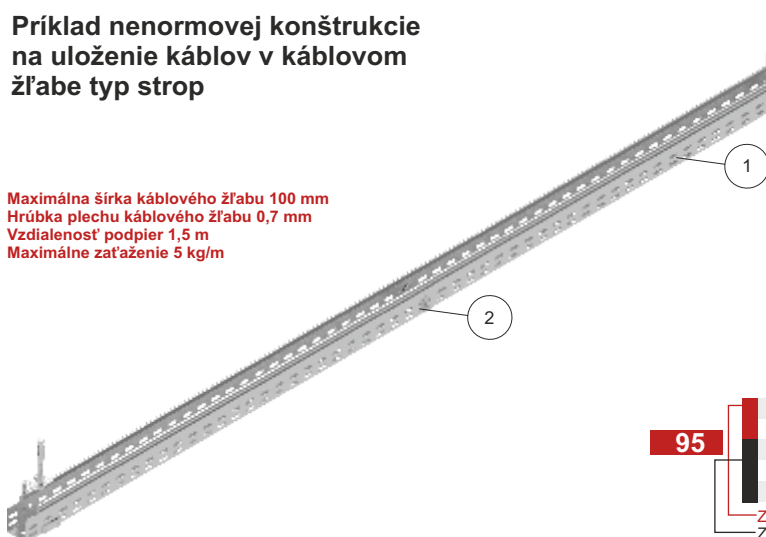 Príklad nenormovej konštrukcie
na uloženie káblov v káblovom
žľabe typ strop
1
Maximálna šírka káblového žľabu 100 mm
Hrúbka plechu káblového žľabu 0,7 mm
Vzdialenosť podpier 1,5 m
Maximálne zaťaženie 5 kg/m
2
95
Z
Z